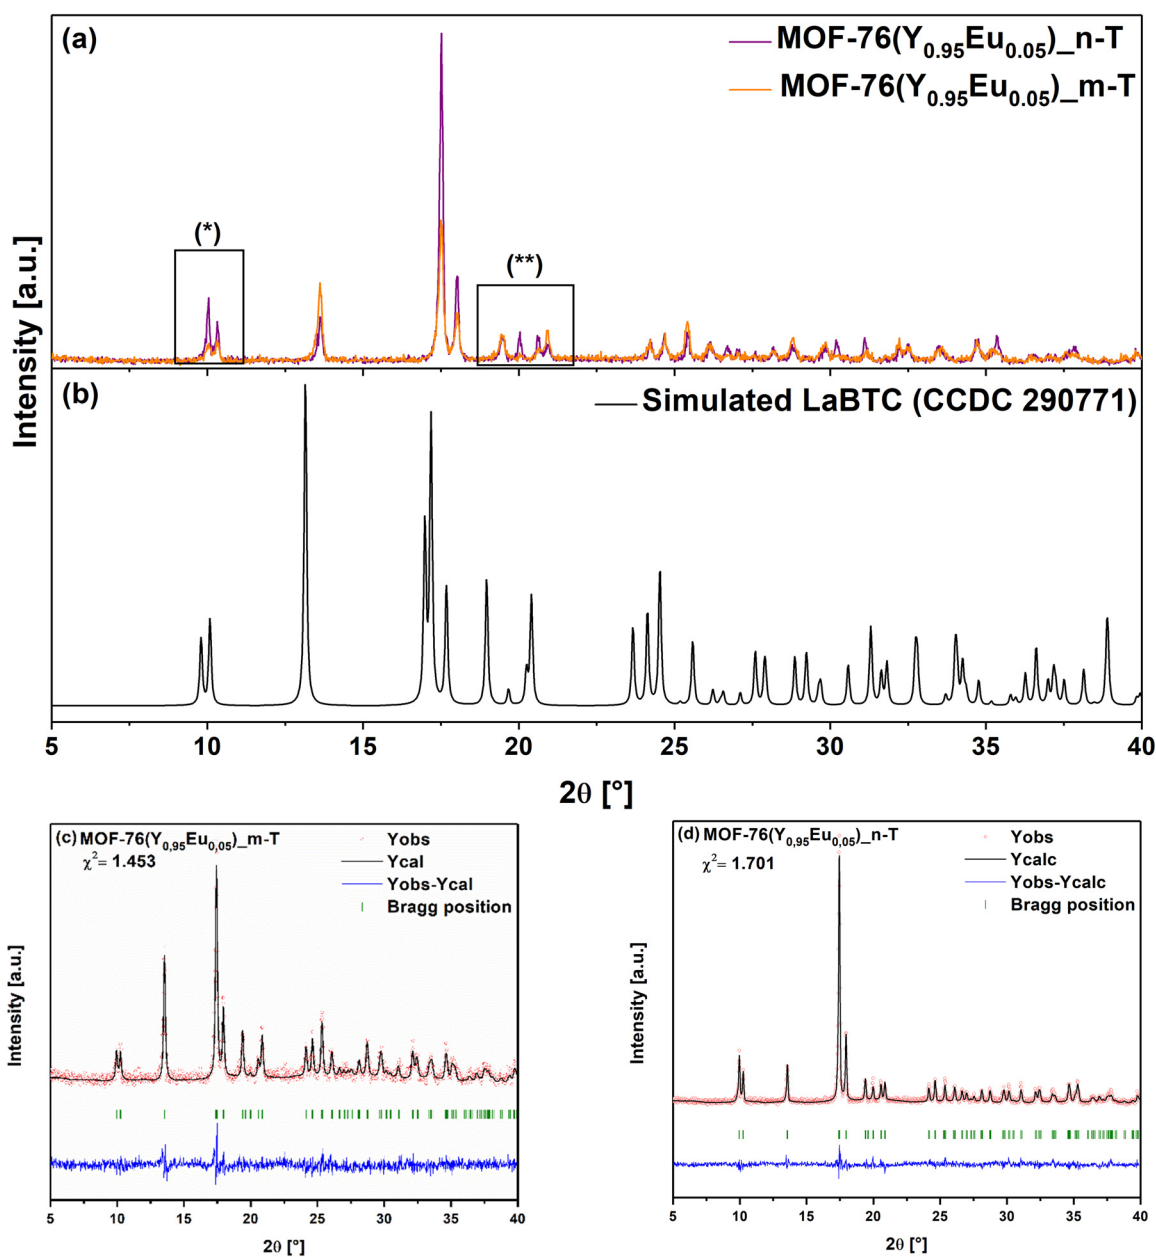 (a)
MOF-76(Y0.95Eu0.05)_n-T
MOF-76(Y0.95Eu0.05)_m-T
(*)
(**)
Intensity [a.u.]
(b)
Simulated LaBTC (CCDC 290771)
5 10 15 20 25 30 35 40
2θ [°]
(c) MOF-76(Y0,95Eu0,05)_m-T
χ2= 1.453
Yobs
Ycal
Yobs-Ycal
Bragg position
Intensity [a.u.]
5 10 15 20 25 30 35 40
2θ [°]
(d) MOF-76(Y0,95Eu0,05)_n-T
χ2= 1.701
Yobs
Ycalc
Yobs-Ycalc
Bragg position
Intensity [a.u.]
5 10 15 20 25 30 35 40
2θ [°]